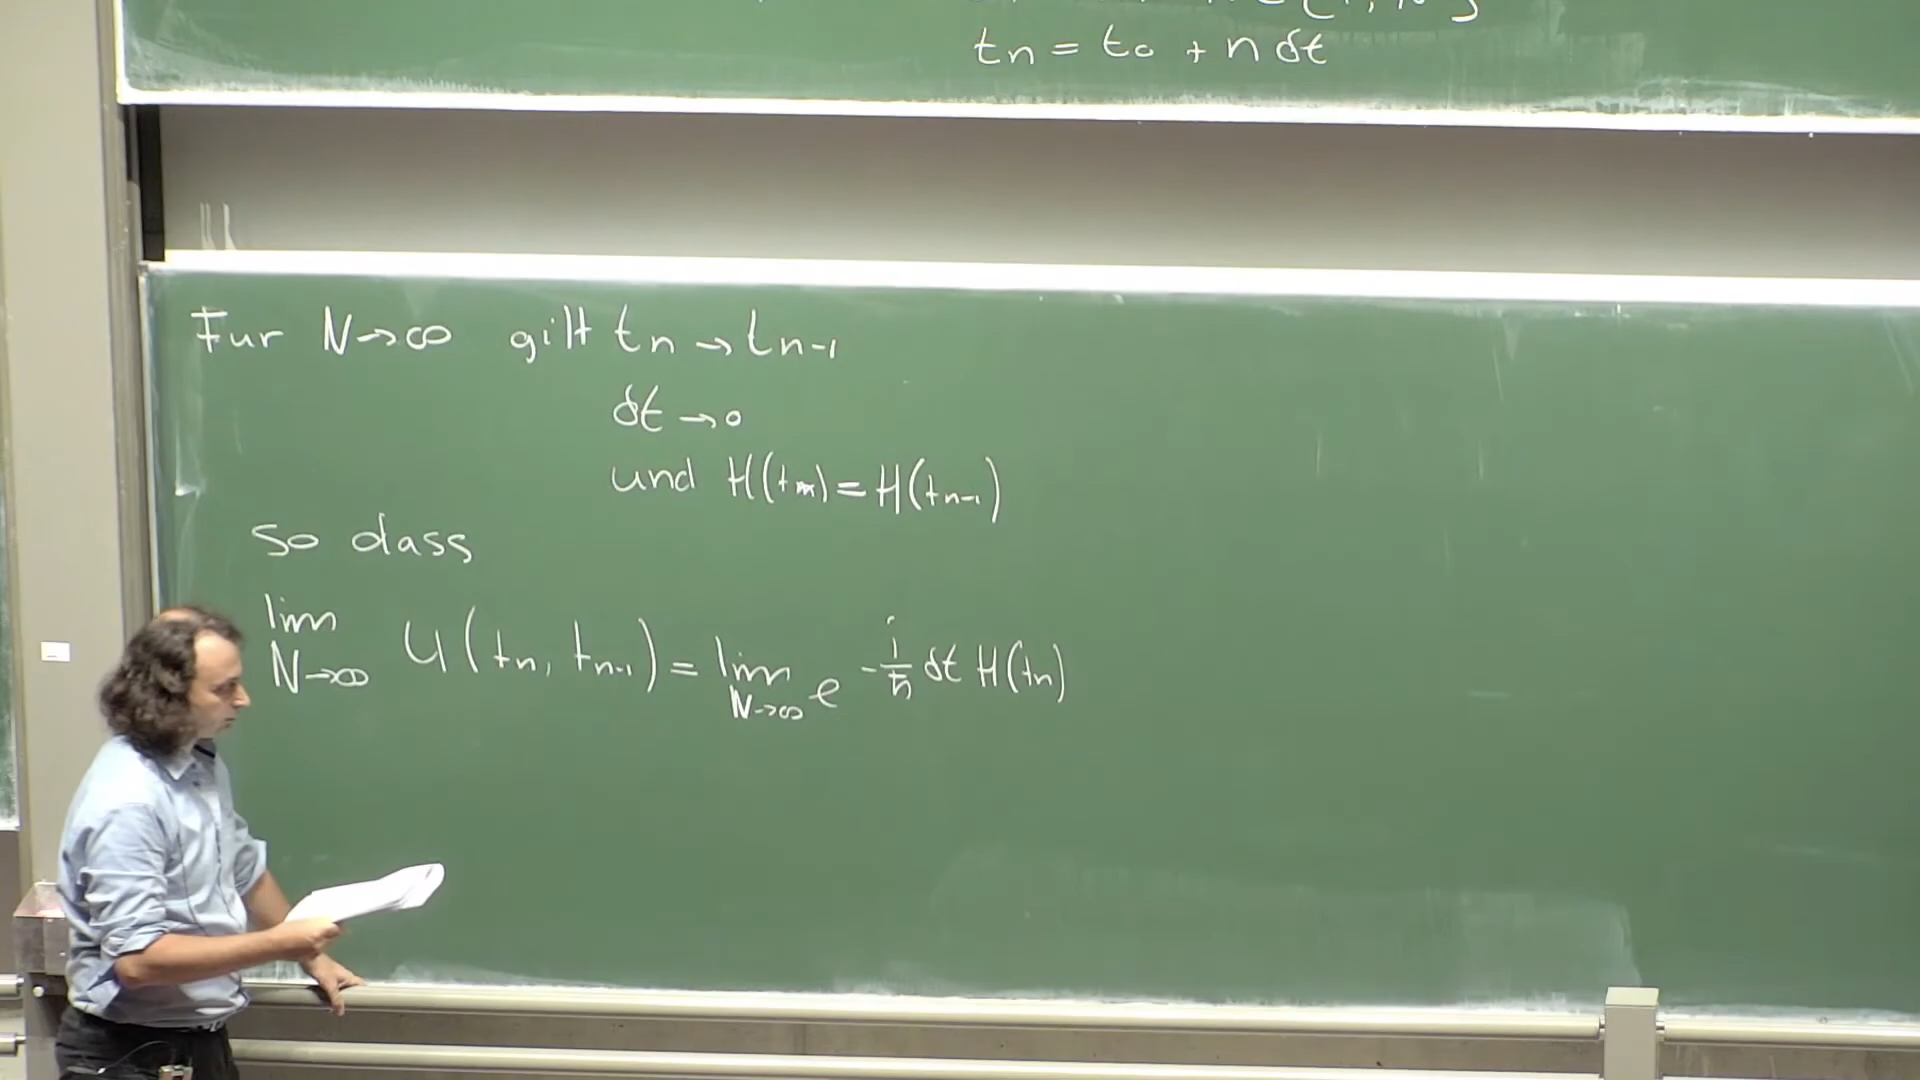 tn = to + n δt
Fur N→∞ gilt tn → tn-1
δt → 0
und H(tn) = H(tn-1)
so dass
lim N→∞ U(tn, tn-1) = lim N→∞ e -i/ħ δt H(tn)